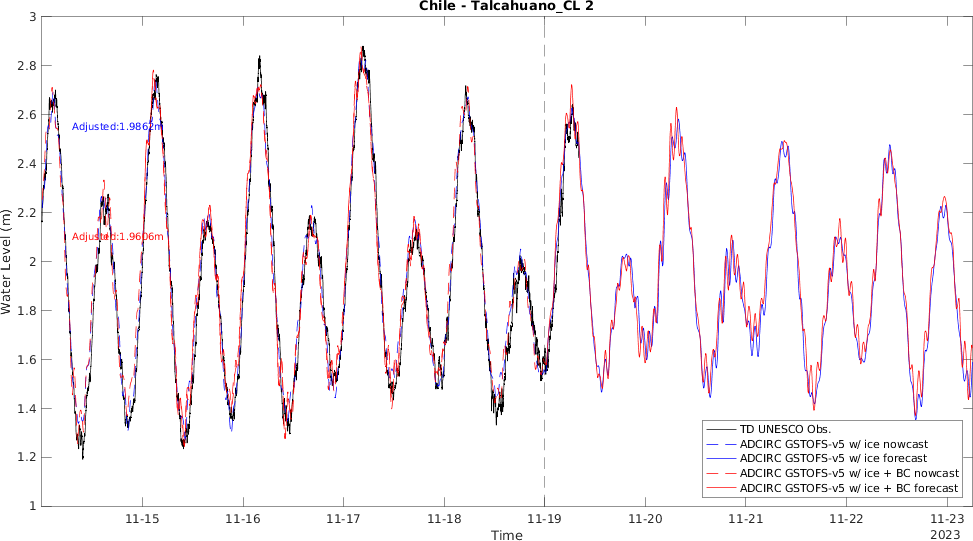 Chile - Talcahuano_CL 2
3
2.8
2.6
2.4
2.2
2
1.8
1.6
1.4
1.2
1
Water Level (m)
Adjusted:1.9862m
Adjusted:1.9606m
TD UNESCO Obs.
ADCIRC GSTOFS-v5 w/ ice nowcast
ADCIRC GSTOFS-v5 w/ ice forecast
ADCIRC GSTOFS-v5 w/ ice + BC nowcast
ADCIRC GSTOFS-v5 w/ ice + BC forecast
11-15 11-16 11-17 11-18 11-19 11-20 11-21 11-22 11-23
2023
Time